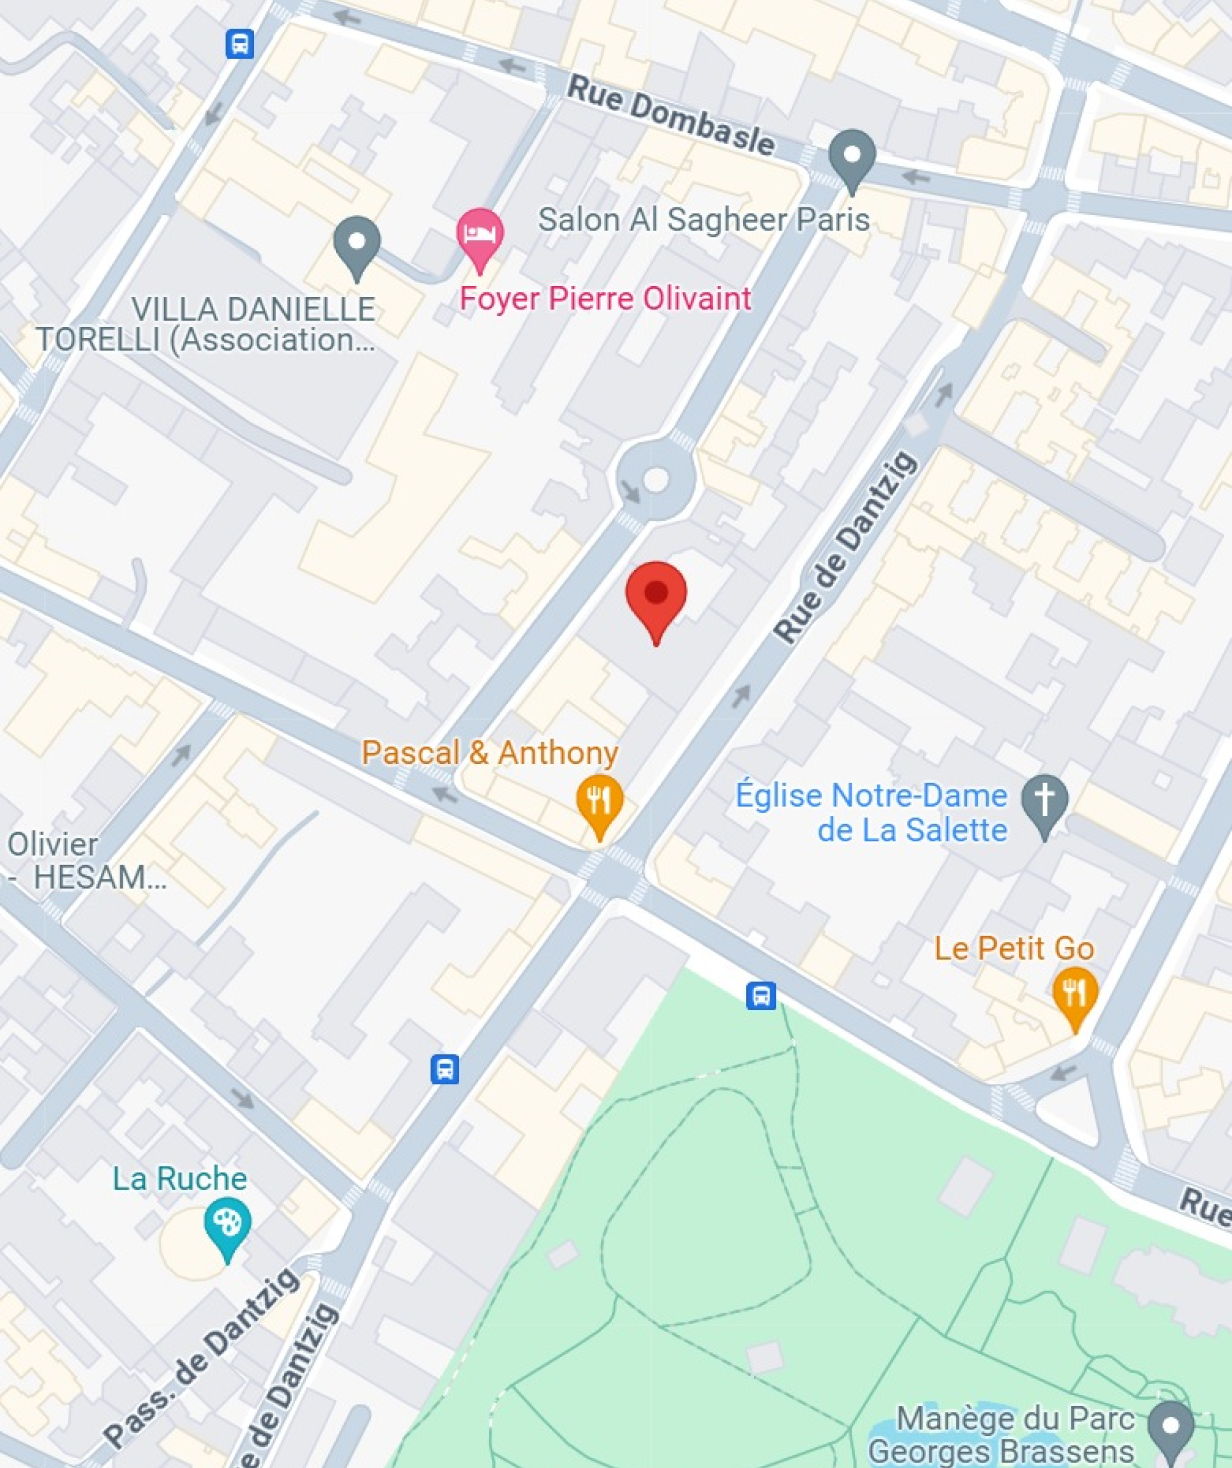 Rue Dombasle
Salon Al Sagheer Paris
Foyer Pierre Olivaint
VILLA DANIELLE
TORELLI (Association...
Rue de Dantzig
Pascal & Anthony
Église Notre-Dame
de La Salette
Olivier
- HESAM...
Le Petit Go
La Ruche
Rue
Pass. de Dantzig
e de Dantzig
Manège du Parc
Georges Brassens